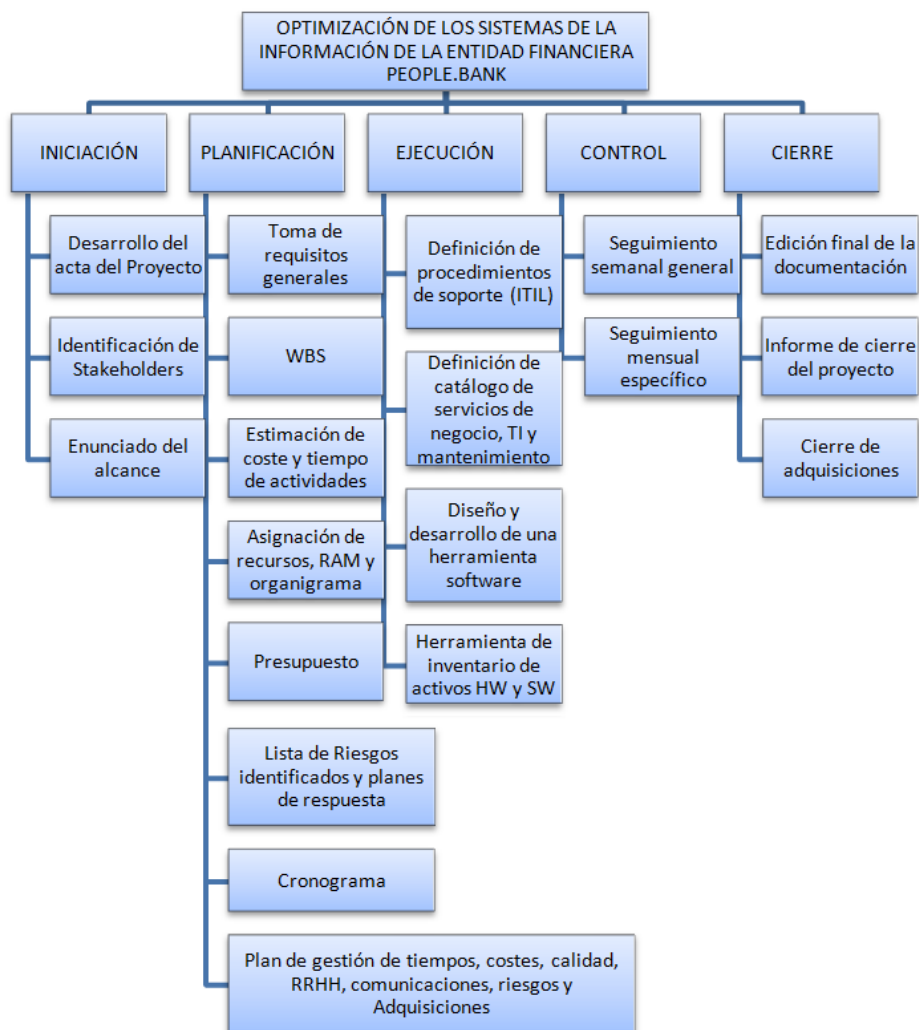 OPTIMIZACIÓN DE LOS SISTEMAS DE LA
INFORMACIÓN DE LA ENTIDAD FINANCIERA
PEOPLE.BANK
INICIACIÓN
PLANIFICACIÓN
EJECUCIÓN
CONTROL
CIERRE
Desarrollo del
acta del Proyecto
Identificación de
Stakeholders
Enunciado del
alcance
Toma de
requisitos
generales
WBS
Estimación de
coste y tiempo
de actividades
Asignación de
recursos, RAM y
organigrama
Presupuesto
Lista de Riesgos
identificados y planes
de respuesta
Cronograma
Plan de gestión de tiempos, costes, calidad,
RRHH, comunicaciones, riesgos y
Adquisiciones
Definición de
procedimientos
de soporte (ITIL)
Definición de
catálogo de
servicios de
negocio, TI y
mantenimiento
Diseño y
desarrollo de una
herramienta
software
Herramienta de
inventario de
activos HW y SW
Seguimiento
semanal general
Seguimiento
mensual
específico
Edición final de la
documentación
Informe de cierre
del proyecto
Cierre de
adquisiciones